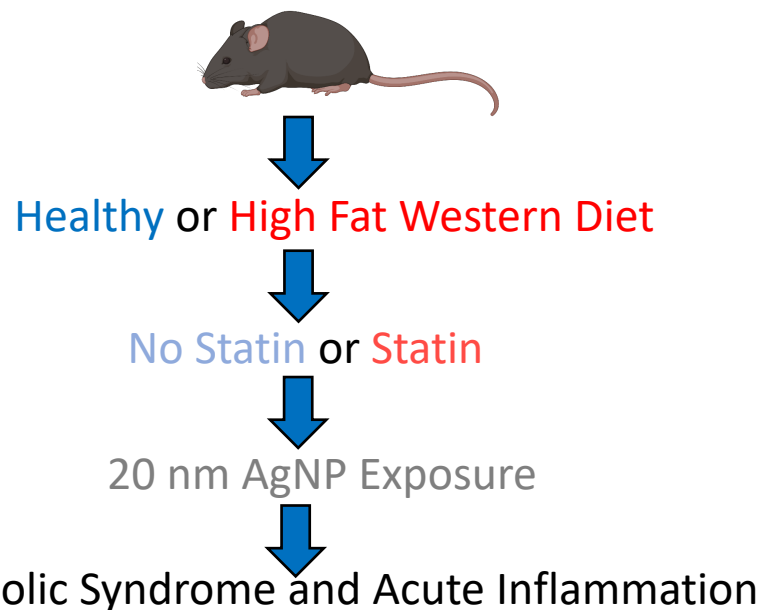 Healthy or High Fat Western Diet
No Statin or Statin
20 nm AgNP Exposure
olic Syndrome and Acute Inflammation